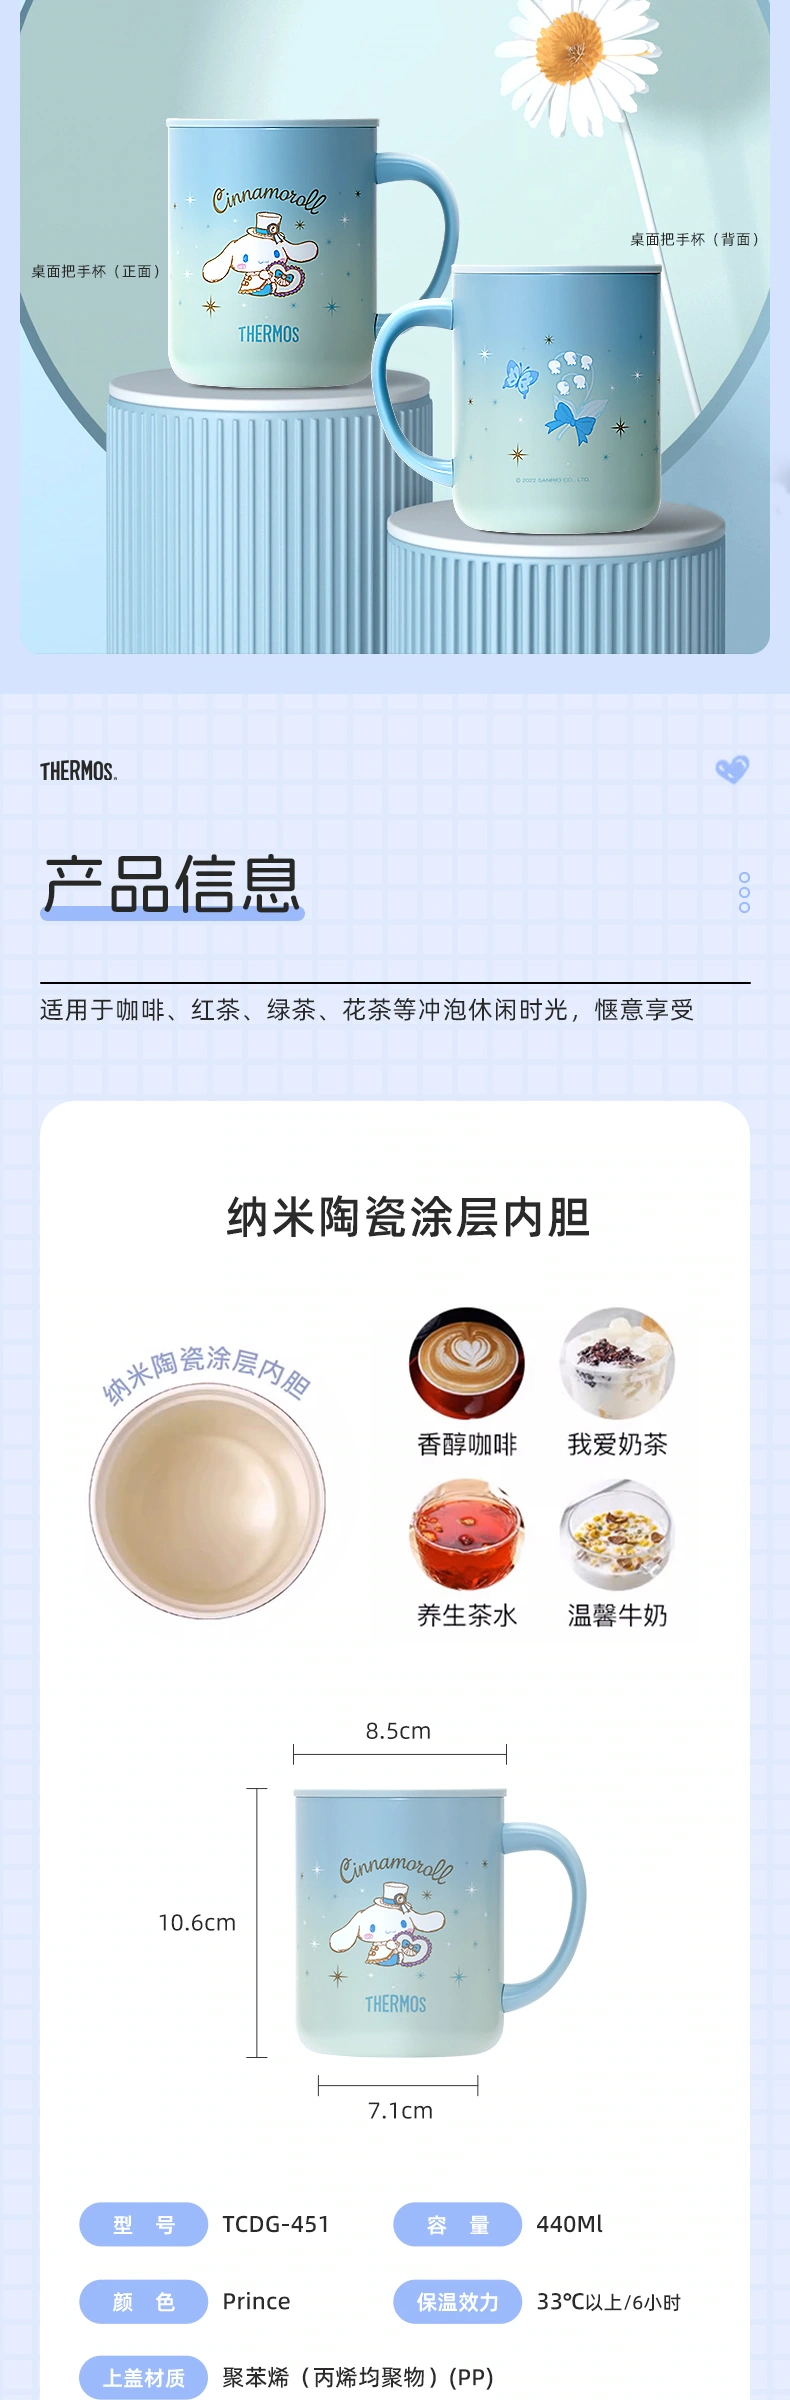 Cinnamoroll
桌面把手杯（正面）
THERMOS
桌面把手杯（背面）
© 2022 SANRIO CO., LTD.
THERMOS.
产品信息
适用于咖啡、红茶、绿茶、花茶等冲泡休闲时光，惬意享受
纳米陶瓷涂层内胆
纳米陶瓷涂层内胆
香醇咖啡 我爱奶茶
养生茶水 温馨牛奶
8.5cm
10.6cm
Cinnamoroll
THERMOS
7.1cm
型 号 TCDG-451 容 量 440Ml
颜 色 Prince 保温效力 33℃以上/6小时
上盖材质 聚苯烯（丙烯均聚物）(PP)